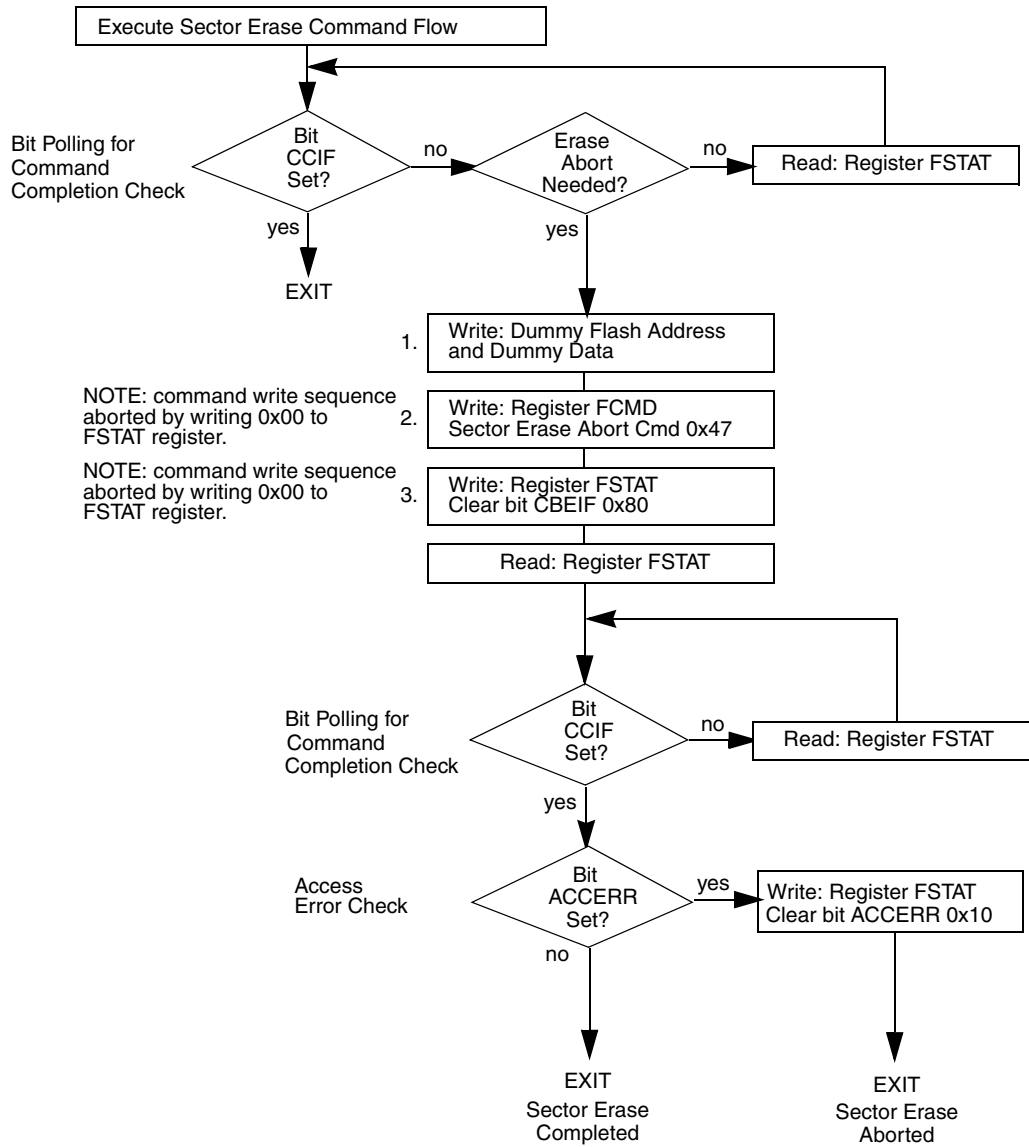 Execute Sector Erase Command Flow
Bit Polling for
Command
Completion Check
Bit
CCIF
Set?
no
Erase
Abort
Needed?
no
Read: Register FSTAT
yes
EXIT
yes
1.
Write: Dummy Flash Address
and Dummy Data
NOTE: command write sequence
aborted by writing 0x00 to
FSTAT register.
2.
Write: Register FCMD
Sector Erase Abort Cmd 0x47
NOTE: command write sequence
aborted by writing 0x00 to
FSTAT register.
3.
Write: Register FSTAT
Clear bit CBEIF 0x80
Read: Register FSTAT
Bit Polling for
Command
Completion Check
Bit
CCIF
Set?
no
Read: Register FSTAT
yes
Access
Error Check
Bit
ACCERR
Set?
yes
Write: Register FSTAT
Clear bit ACCERR 0x10
no
EXIT
Sector Erase
Completed
EXIT
Sector Erase
Aborted